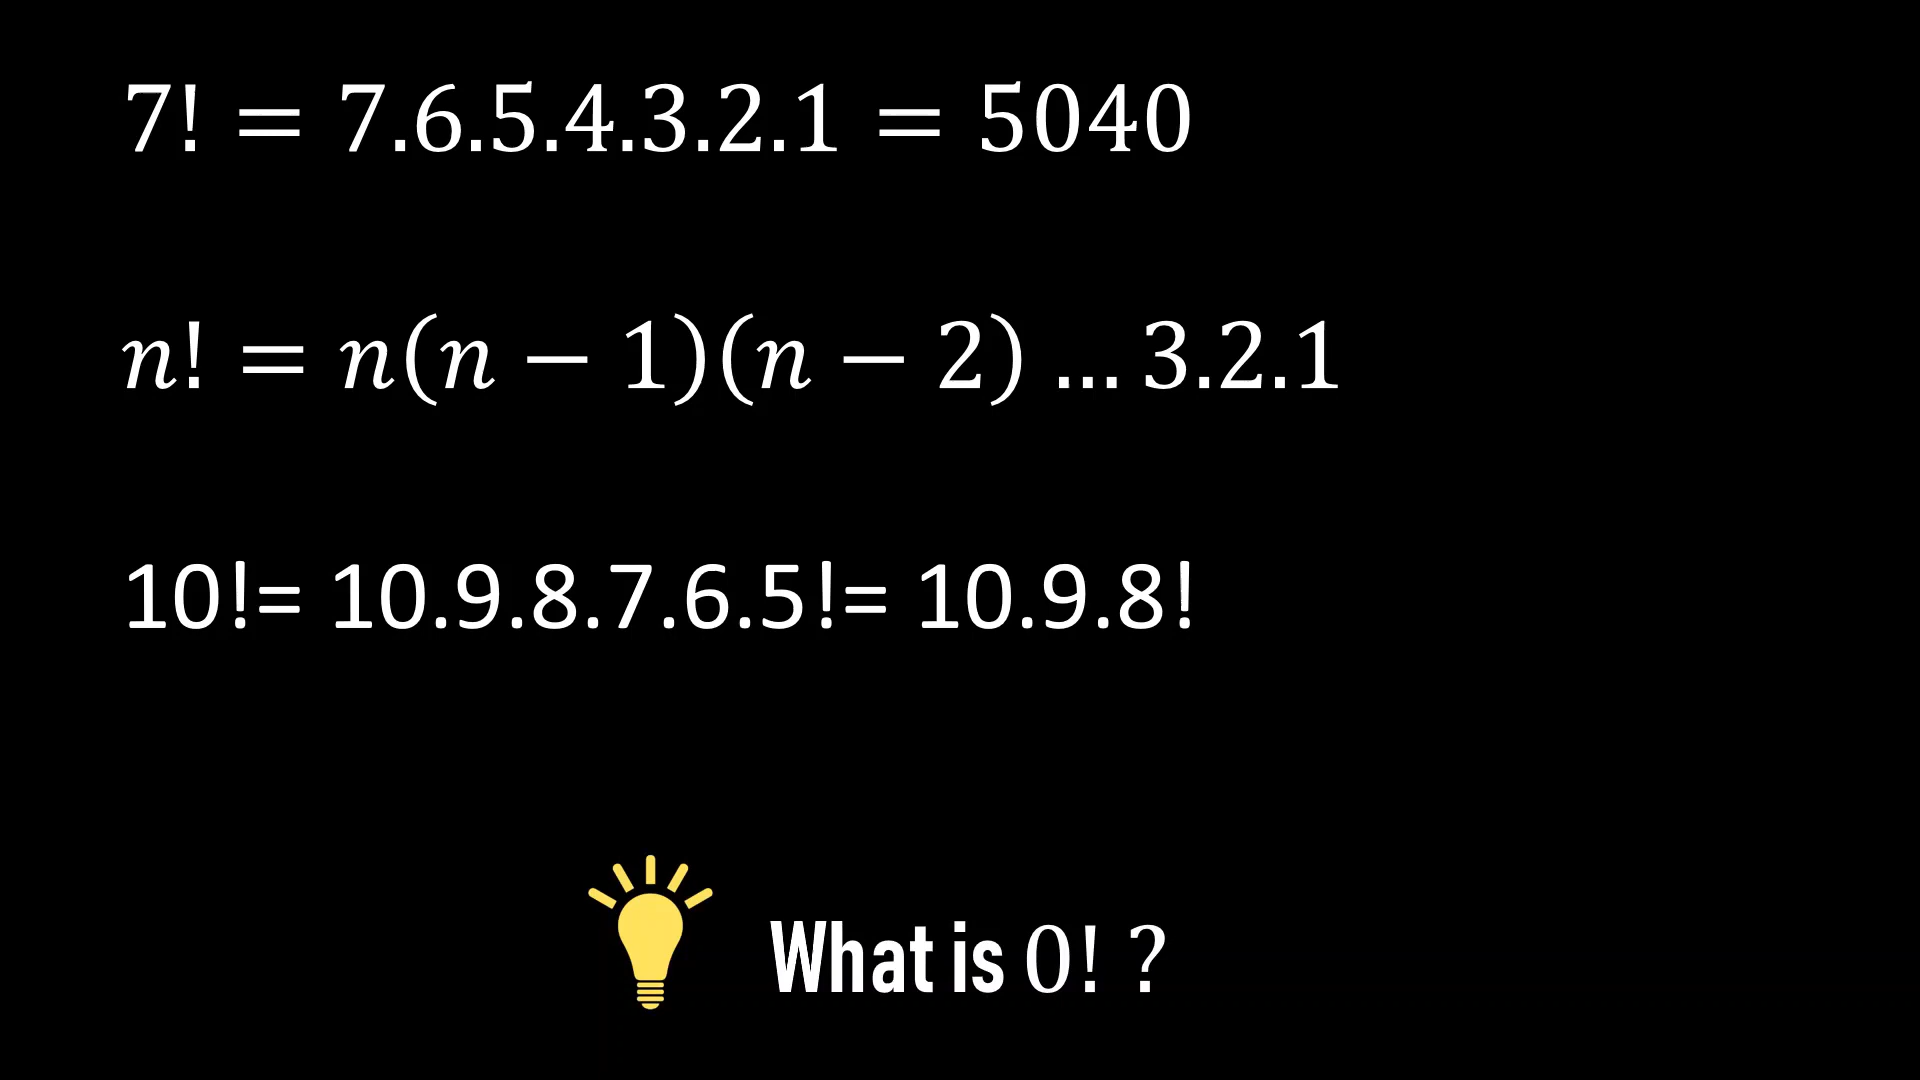 7! = 7.6.5.4.3.2.1 = 5040
n! = n(n − 1)(n − 2) … 3.2.1
10!= 10.9.8.7.6.5!= 10.9.8!
What is 0! ?